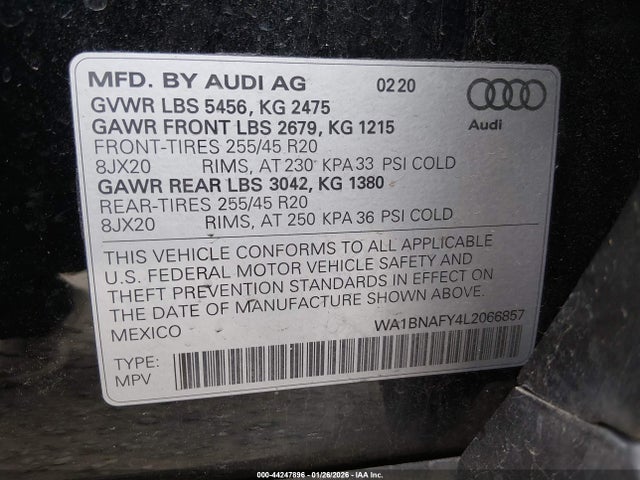 MFD. BY AUDI AG 0220
GVWR LBS 5456, KG 2475
GAWR FRONT LBS 2679, KG 1215
FRONT-TIRES 255/45 R20
8JX20 RIMS, AT 230 KPA 33 PSI COLD
GAWR REAR LBS 3042, KG 1380
REAR-TIRES 255/45 R20
8JX20 RIMS, AT 250 KPA 36 PSI COLD
Audi
THIS VEHICLE CONFORMS TO ALL APPLICABLE
U.S. FEDERAL MOTOR VEHICLE SAFETY AND
THEFT PREVENTION STANDARDS IN EFFECT ON
THE DATE OF MANUFACTURE SHOWN ABOVE.
MEXICO WA1BNAFY4L2066857
TYPE:
MPV
000-44247896 - 01/26/2026 - IAA Inc.